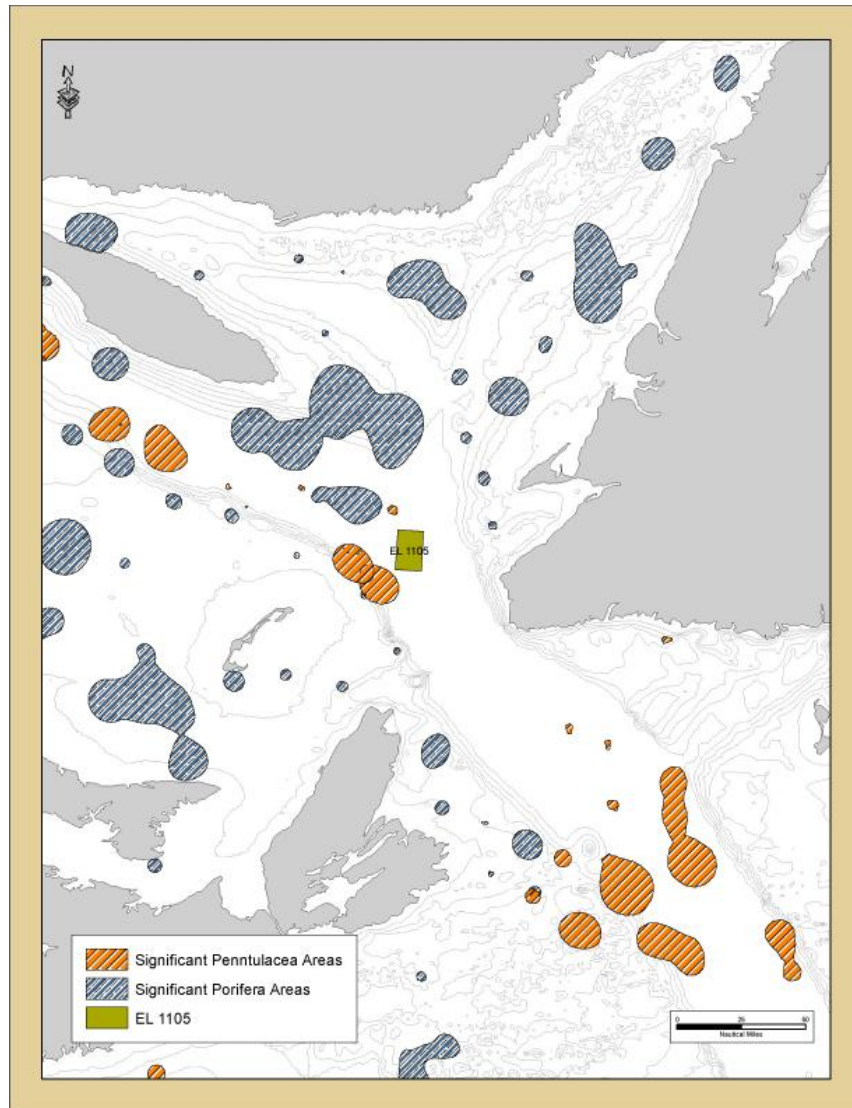 N
EL 1105
Significant Penntulacea Areas
Significant Porifera Areas
EL 1105
0 25 50
Nautical Miles